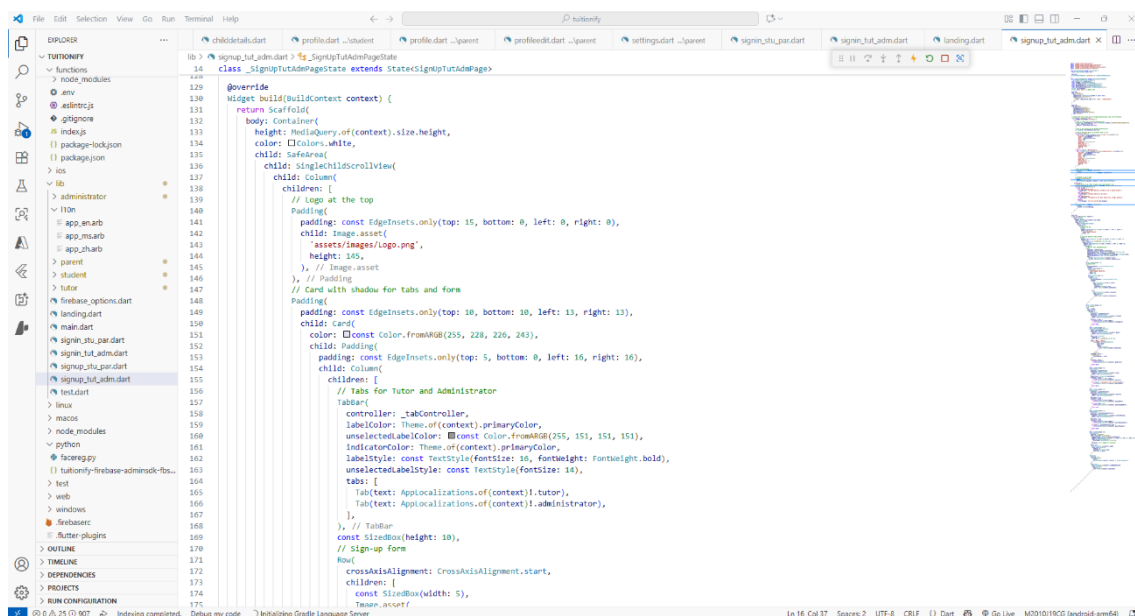 File Edit Selection View Go Run Terminal Help
tuitionify
EXPLORER
childdetails.dart
profile.dart ...\student
profile.dart ...\parent
profileedit.dart ...\parent
settings.dart ...\parent
signin_stu_par.dart
signin_tut_adm.dart
landing.dart
signup_tut_adm.dart
TUITIONIFY
functions
node_modules
.env
.eslintrc.js
.gitignore
index.js
package-lock.json
package.json
ios
lib
administrator
l10n
app_en.arb
app_ms.arb
app_zh.arb
parent
student
tutor
firebase_options.dart
landing.dart
main.dart
signin_stu_par.dart
signin_tut_adm.dart
signup_stu_par.dart
signup_tut_adm.dart
test.dart
linux
macos
node_modules
python
facereg.py
tuitionify-firebase-adminsdk-fbs...
test
web
windows
.firebaserc
.flutter-plugins
OUTLINE
TIMELINE
DEPENDENCIES
PROJECTS
RUN CONFIGURATION
lib > signup_tut_adm.dart > _SignUpTutAdmPageState
14 class _SignUpTutAdmPageState extends State<SignUpTutAdmPage>
129 @override
130 Widget build(BuildContext context) {
131 return Scaffold(
132 body: Container(
133 height: MediaQuery.of(context).size.height,
134 color: Colors.white,
135 child: SafeArea(
136 child: SingleChildScrollView(
137 child: Column(
138 children: [
139 // Logo at the top
140 Padding(
141 padding: const EdgeInsets.only(top: 15, bottom: 0, left: 0, right: 0),
142 child: Image.asset(
143 'assets/images/Logo.png',
144 height: 145,
145 ), // Image.asset
146 ), // Padding
147 // Card with shadow for tabs and form
148 Padding(
149 padding: const EdgeInsets.only(top: 10, bottom: 10, left: 13, right: 13),
150 child: Card(
151 color: const Color.fromARGB(255, 228, 226, 243),
152 child: Padding(
153 padding: const EdgeInsets.only(top: 5, bottom: 0, left: 16, right: 16),
154 child: Column(
155 children: [
156 // Tabs for Tutor and Administrator
157 TabBar(
158 controller: _tabController,
159 labelColor: Theme.of(context).primaryColor,
160 unselectedLabelColor: const Color.fromARGB(255, 151, 151, 151),
161 indicatorColor: Theme.of(context).primaryColor,
162 labelStyle: const TextStyle(fontSize: 16, fontWeight: FontWeight.bold),
163 unselectedLabelStyle: const TextStyle(fontSize: 14),
164 tabs: [
165 Tab(text: AppLocalizations.of(context)!.tutor),
166 Tab(text: AppLocalizations.of(context)!.administrator),
167 ],
168 ), // TabBar
169 const SizedBox(height: 10),
170 // Sign-up form
171 Row(
172 crossAxisAlignment: CrossAxisAlignment.start,
173 children: [
174 const SizedBox(width: 5),
175 Image.asset(
0 25 907 Indexing completed. Debug my code Initializing Gradle Language Server
Ln 16, Col 37 Spaces: 2 UTF-8 CRLF {} Dart Go Live M2010J19CG (android-arm64)